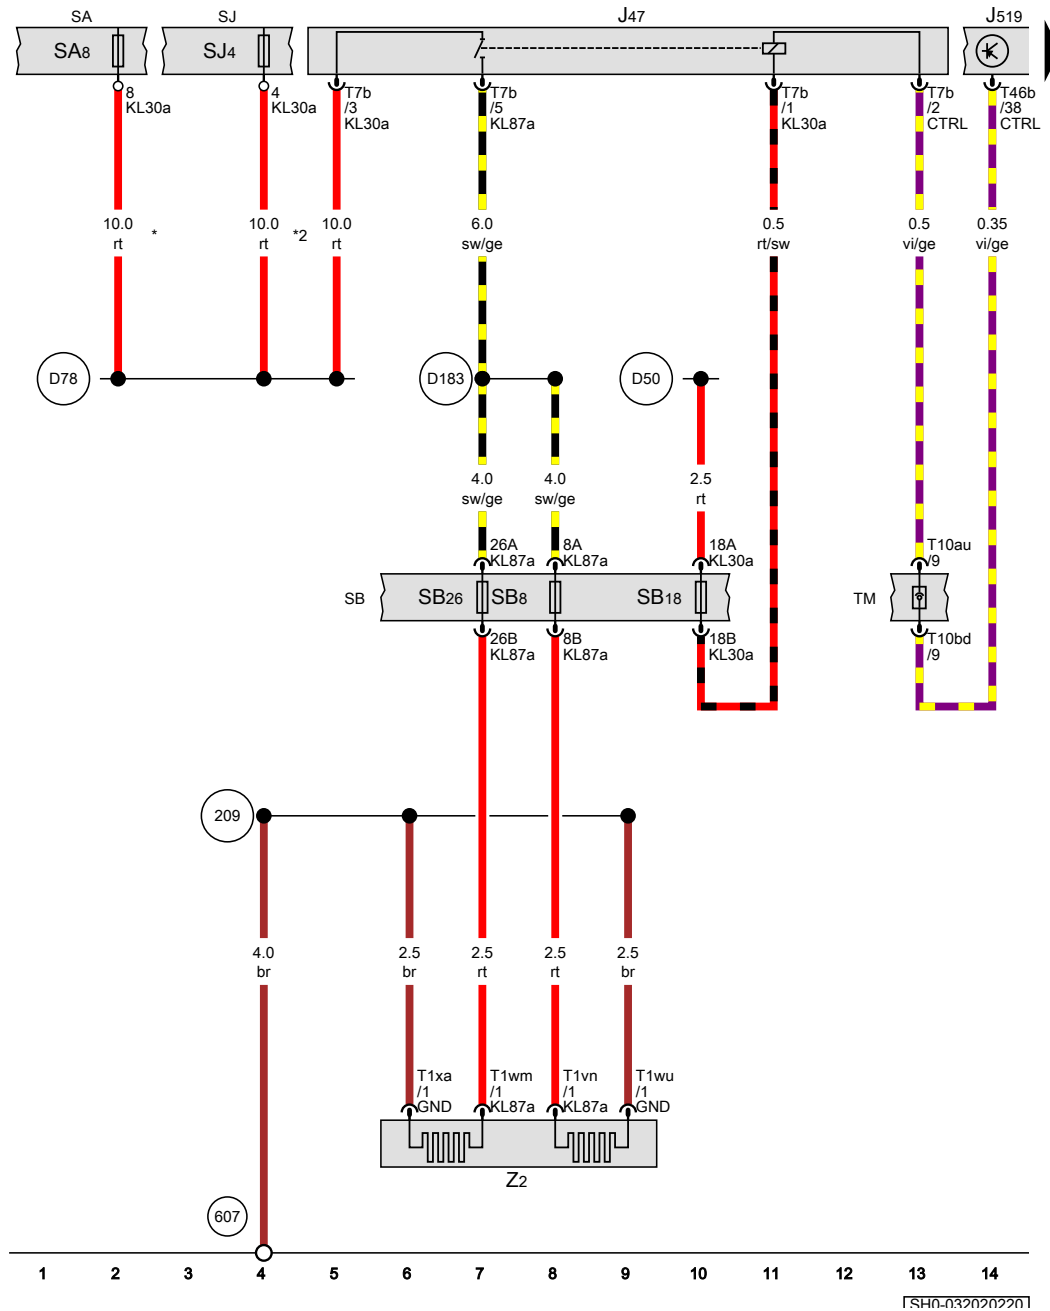 SA
SJ
J47
J519
SA8
SJ4
8
KL30a
4
KL30a
T7b
/3
KL30a
T7b
/5
KL87a
T7b
/1
KL30a
T7b
/2
CTRL
T46b
/38
CTRL
10.0
rt
*
10.0
rt
*2
10.0
rt
6.0
sw/ge
0.5
rt/sw
0.5
vi/ge
0.35
vi/ge
D78
D183
D50
4.0
sw/ge
4.0
sw/ge
2.5
rt
26A
KL87a
8A
KL87a
18A
KL30a
T10au
/9
SB
SB26
SB8
SB18
TM
26B
KL87a
8B
KL87a
18B
KL30a
T10bd
/9
209
4.0
br
2.5
br
2.5
rt
2.5
rt
2.5
br
T1xa
/1
GND
T1wm
/1
KL87a
T1vn
/1
KL87a
T1wu
/1
GND
Z2
607
1 2 3 4 5 6 7 8 9 10 11 12 13 14
SH0-032020220